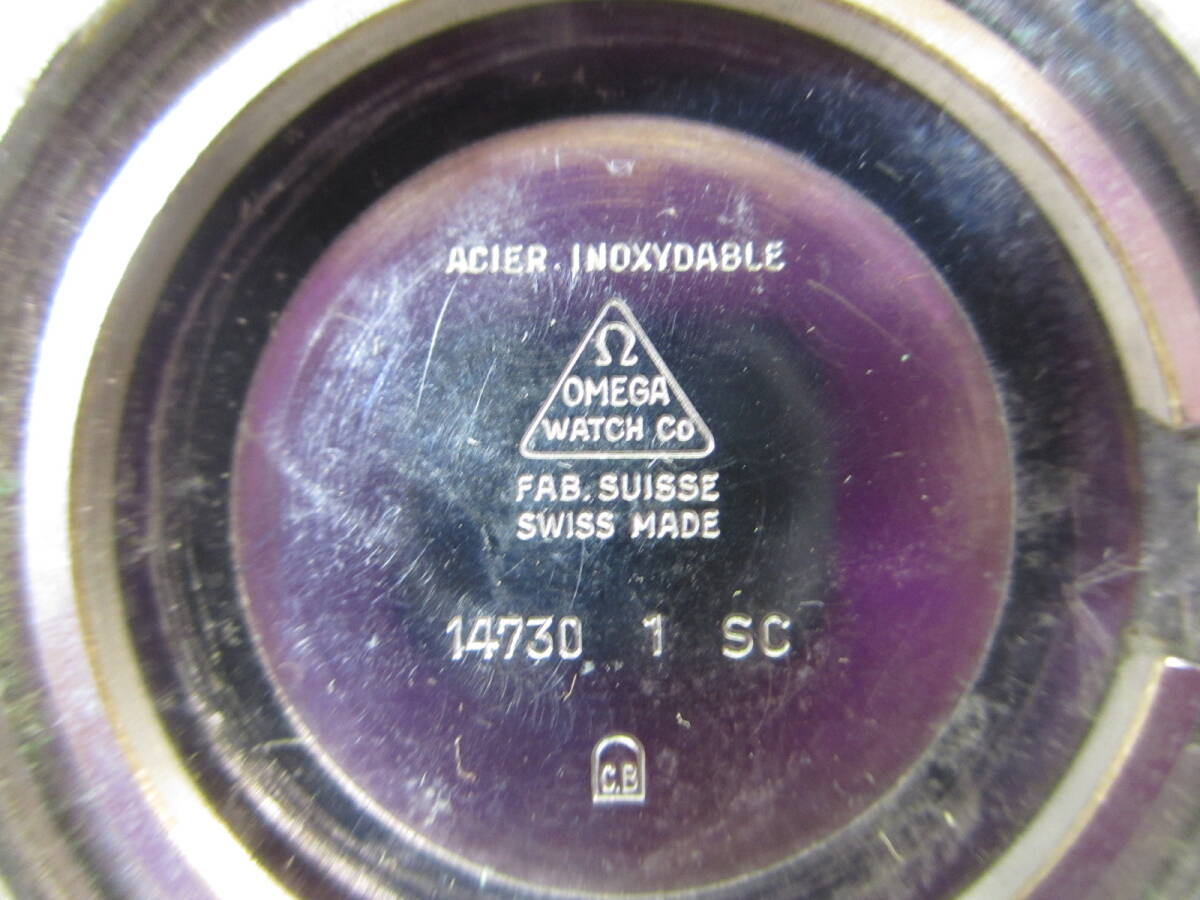 ACIER. INOXYDABLE
Ω
OMEGA
WATCH Co
FAB. SUISSE
SWISS MADE
14730 1 SC
C.B